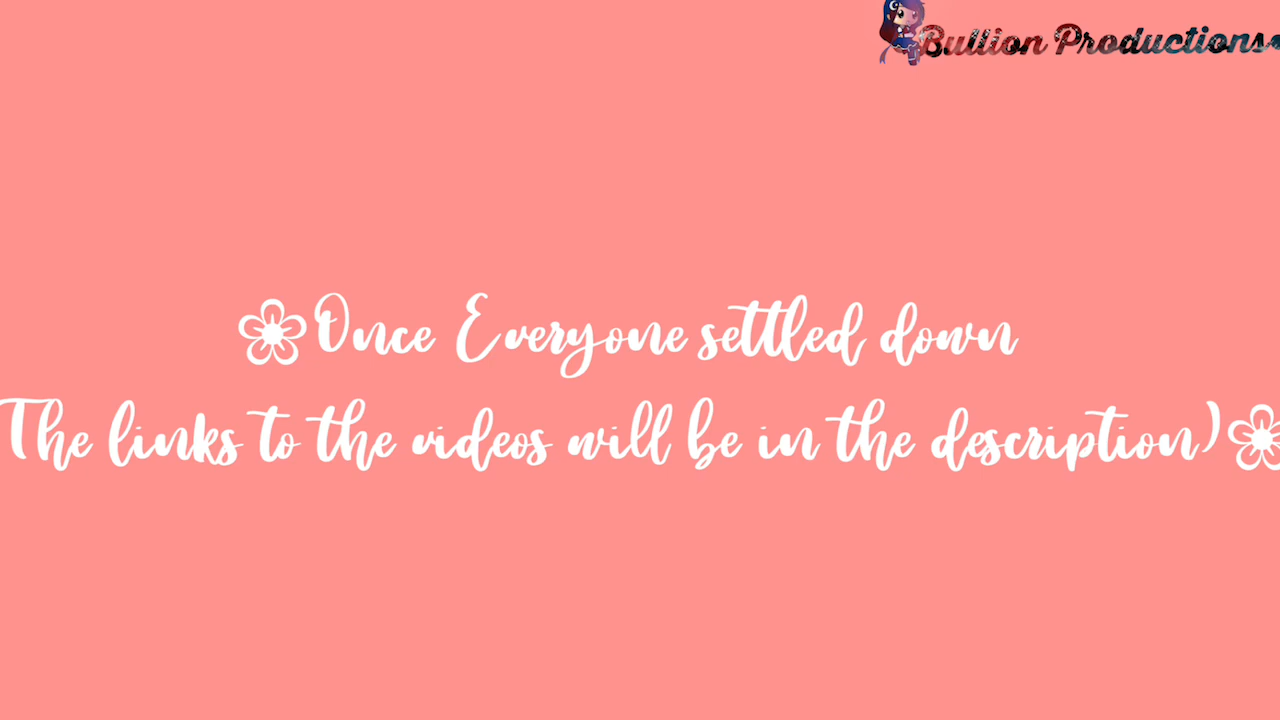 Bullion Productions
Once Everyone settled down
The links to the videos will be in the description)